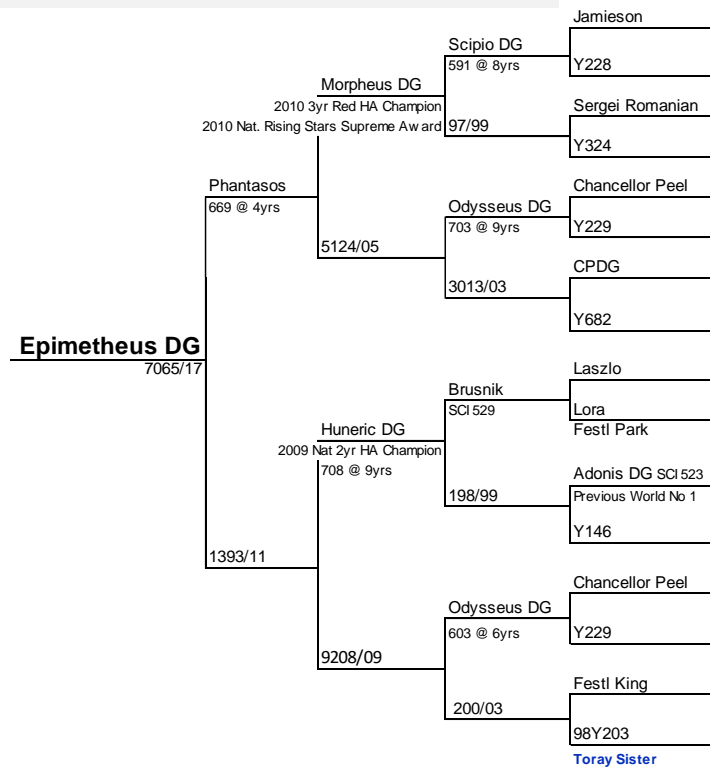 Jamieson
Scipio DG
591 @ 8yrs
Y228
Morpheus DG
2010 3yr Red HA Champion
2010 Nat. Rising Stars Supreme Award
97/99
Sergei Romanian
Y324
Phantasos
669 @ 4yrs
Chancellor Peel
Odysseus DG
703 @ 9yrs
Y229
5124/05
3013/03
CPDG
Y682
Epimetheus DG
7065/17
Laszlo
Brusnik
SCI 529
Lora
Festl Park
Huneric DG
2009 Nat 2yr HA Champion
708 @ 9yrs
Adonis DG SCI 523
Previous World No 1
198/99
Y146
1393/11
Chancellor Peel
Odysseus DG
603 @ 6yrs
Y229
9208/09
Festl King
200/03
98Y203
Toray Sister